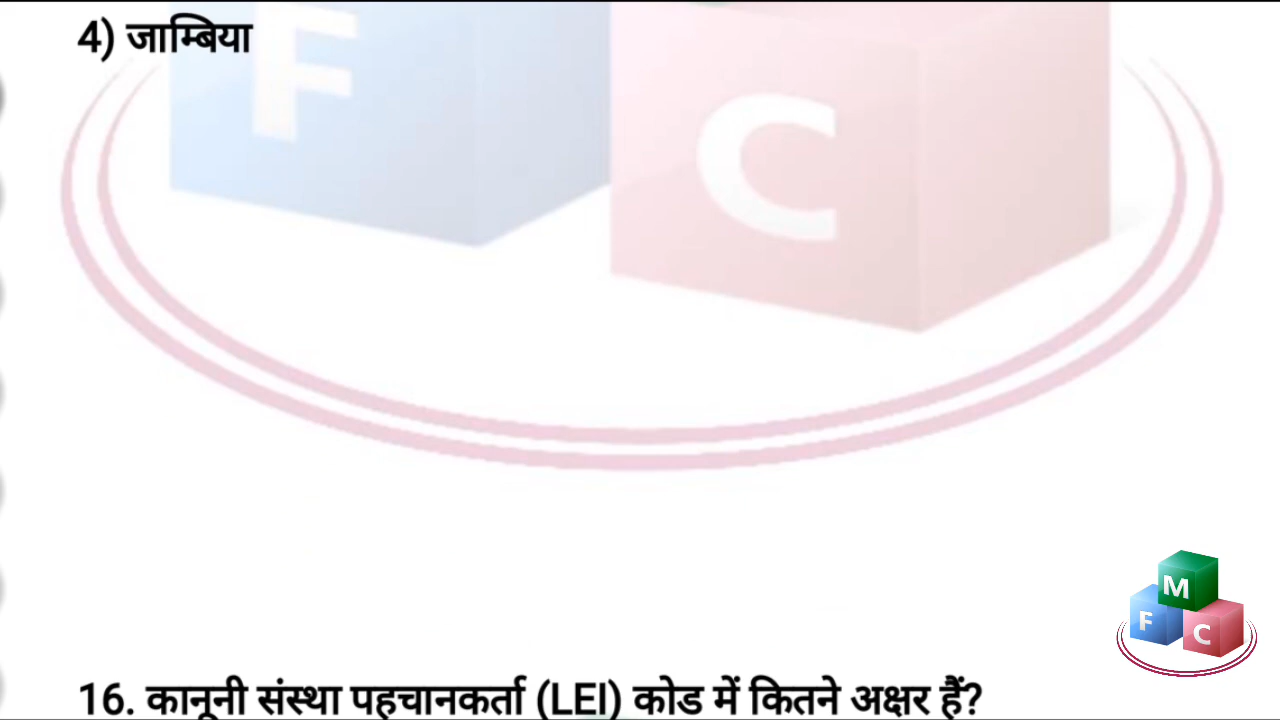 4) जाम्बिया
F
C
M
F
C
16. कानूनी संस्था पहचानकर्ता (LEI) कोड में कितने अक्षर हैं?